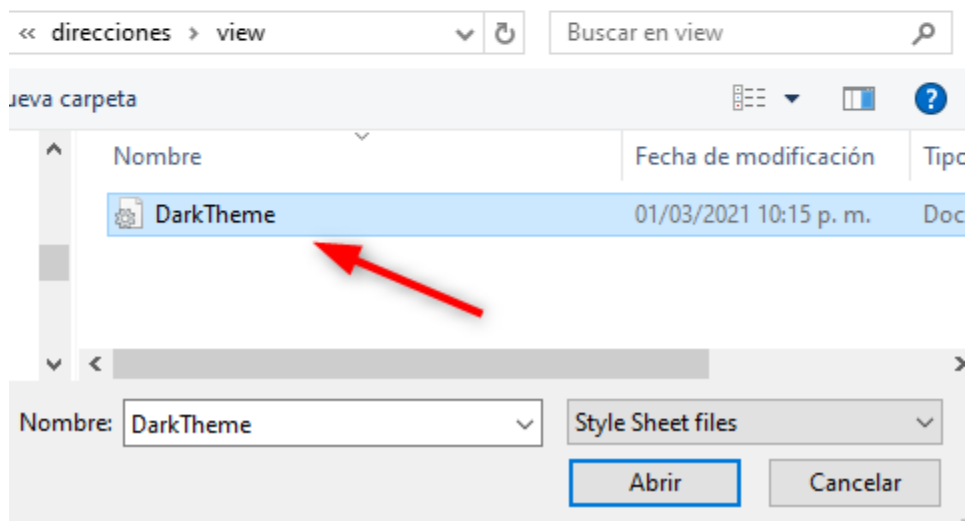 « direcciones > view Buscar en view
ueva carpeta
Nombre Fecha de modificación Tipo
DarkTheme 01/03/2021 10:15 p. m. Doc
Nombre: DarkTheme Style Sheet files
Abrir Cancelar